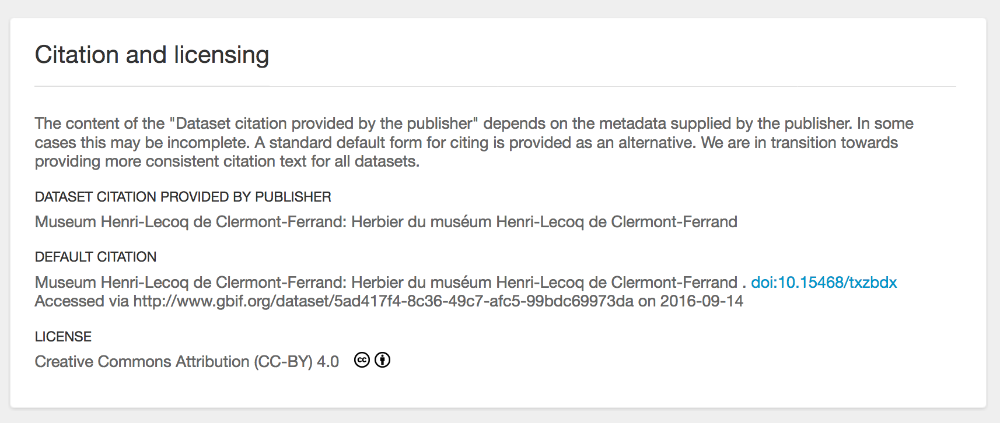 Citation and licensing
The content of the "Dataset citation provided by the publisher" depends on the metadata supplied by the publisher. In some
cases this may be incomplete. A standard default form for citing is provided as an alternative. We are in transition towards
providing more consistent citation text for all datasets.
DATASET CITATION PROVIDED BY PUBLISHER
Museum Henri-Lecoq de Clermont-Ferrand: Herbier du muséum Henri-Lecoq de Clermont-Ferrand
DEFAULT CITATION
Museum Henri-Lecoq de Clermont-Ferrand: Herbier du muséum Henri-Lecoq de Clermont-Ferrand . doi:10.15468/txzbdx
Accessed via http://www.gbif.org/dataset/5ad417f4-8c36-49c7-afc5-99bdc69973da on 2016-09-14
LICENSE
Creative Commons Attribution (CC-BY) 4.0 cc